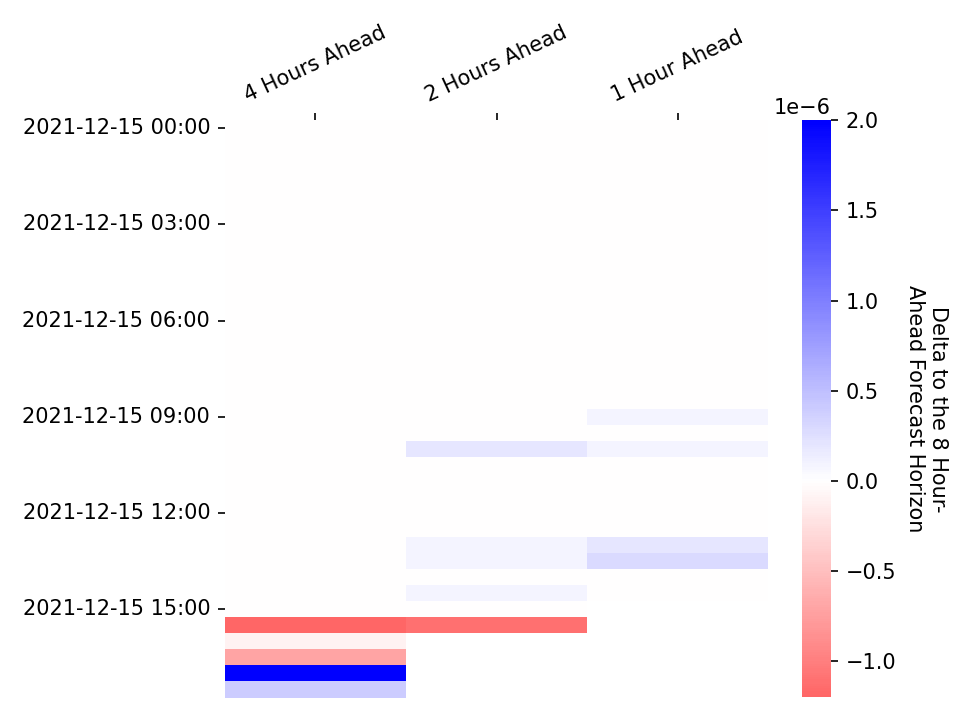 4 Hours Ahead
2 Hours Ahead
1 Hour Ahead
1e−6
2021-12-15 00:00
2021-12-15 03:00
2021-12-15 06:00
2021-12-15 09:00
2021-12-15 12:00
2021-12-15 15:00
2.0
1.5
1.0
0.5
0.0
−0.5
−1.0
Delta to the 8 Hour-
Ahead Forecast Horizon